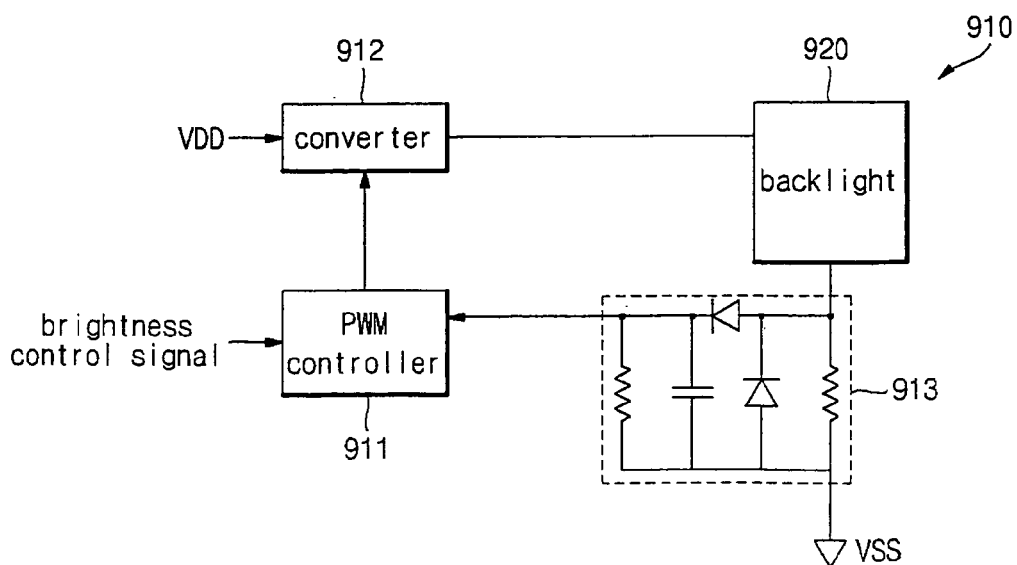 910
912
920
VDD
converter
backlight
brightness
control signal
PWM
controller
913
911
VSS